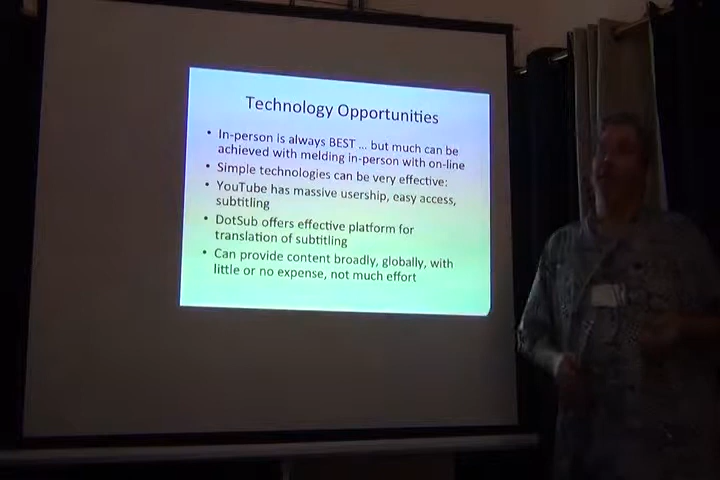 Technology Opportunities
• In-person is always BEST ... but much can be
achieved with melding in-person with on-line
• Simple technologies can be very effective:
• YouTube has massive usership, easy access,
subtitling
• DotSub offers effective platform for
translation of subtitling
• Can provide content broadly, globally, with
little or no expense, not much effort